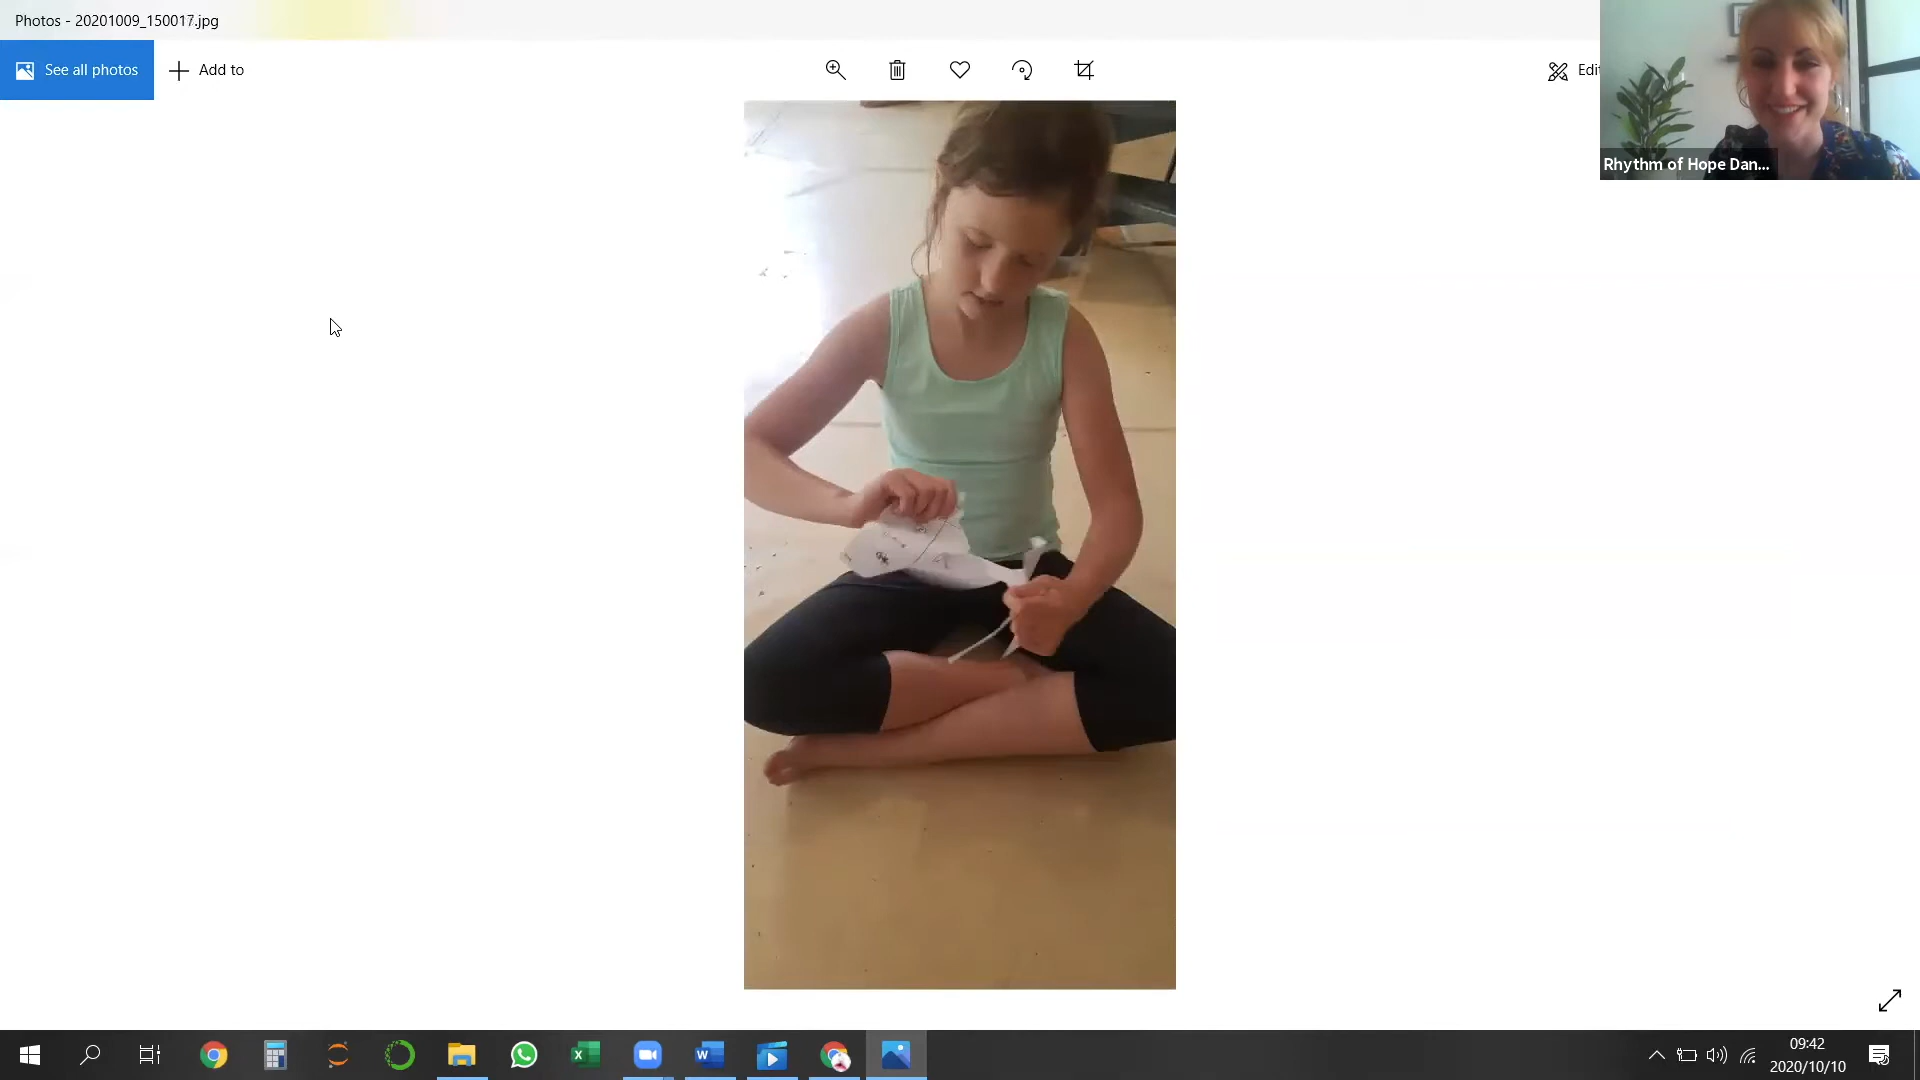 Photos - 20201009_150017.jpg
See all photos
Add to
Edit
Rhythm of Hope Dan...
09:42
2020/10/10